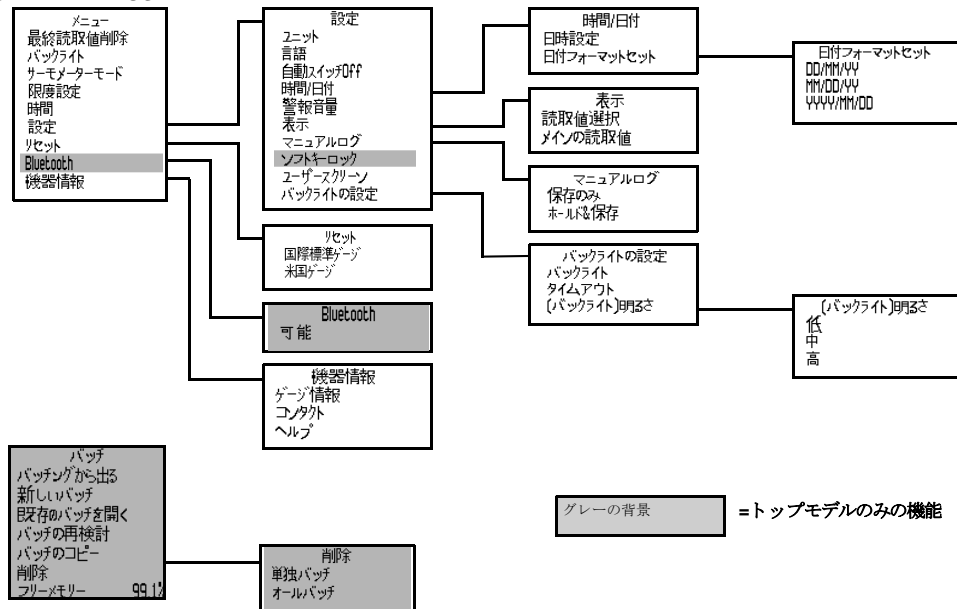 メニュー
最終読取値削除
バックライト
サーモメーターモード
限度設定
時間
設定
リセット
Bluetooth
機器情報
設定
ユニット
言語
自動スイッチOff
時間/日付
警報音量
表示
マニュアルログ
ソフトキーロック
ユーザースクリーン
バックライトの設定
時間/日付
日時設定
日付フォーマットセット
日付フォーマットセット
DD/MM/YY
MM/DD/YY
YYYY/MM/DD
表示
読取値選択
メインの読取値
マニュアルログ
保存のみ
ホールド&保存
バックライトの設定
バックライト
タイムアウト
(バックライト)明るさ
(バックライト)明るさ
低
中
高
リセット
国際標準ゲージ
米国ゲージ
Bluetooth
可能
機器情報
ゲージ情報
コンタクト
ヘルプ
バッチ
バッチングから出る
新しいバッチ
既存のバッチを開く
バッチの再検討
バッチのコピー
削除
フリーメモリー 99.1%
削除
単独バッチ
オールバッチ
グレーの背景 =トップモデルのみの機能